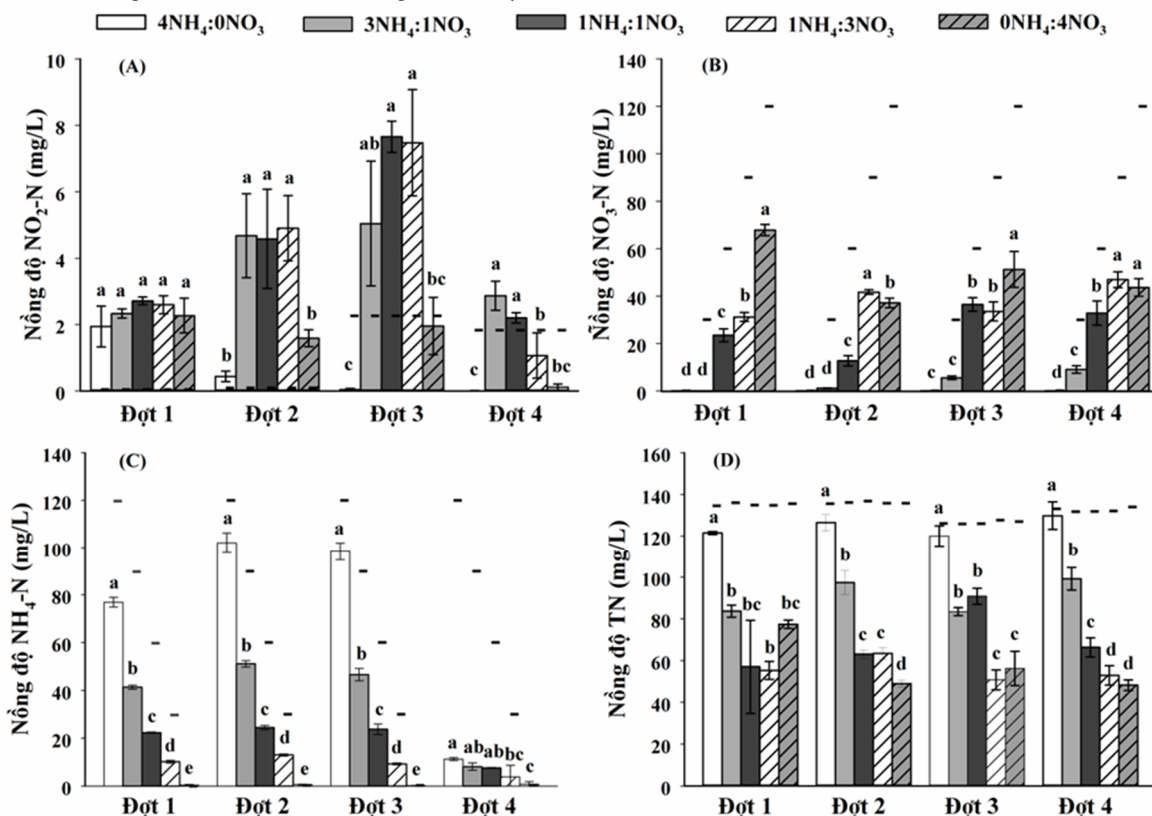 4NH₄:0NO₃ 3NH₄:1NO₃ 1NH₄:1NO₃ 1NH₄:3NO₃ 0NH₄:4NO₃
(A)
Nồng độ NO₂-N (mg/L)
10
8
6
4
2
0
a a a a a
b a a a b
c ab a a bc
c a a b bc
Đợt 1 Đợt 2 Đợt 3 Đợt 4
(B)
Nồng độ NO₃-N (mg/L)
140
120
100
80
60
40
20
0
d d c b a
d d c a b
c c b b a
d c b a a
Đợt 1 Đợt 2 Đợt 3 Đợt 4
(C)
Nồng độ NH₄-N (mg/L)
140
120
100
80
60
40
20
0
a b c d e
a b c d e
a b c d e
a ab ab bc c
Đợt 1 Đợt 2 Đợt 3 Đợt 4
(D)
Nồng độ TN (mg/L)
160
140
120
100
80
60
40
20
0
a b bc b bc
a b c c d
a b b c c
a b c d d
Đợt 1 Đợt 2 Đợt 3 Đợt 4